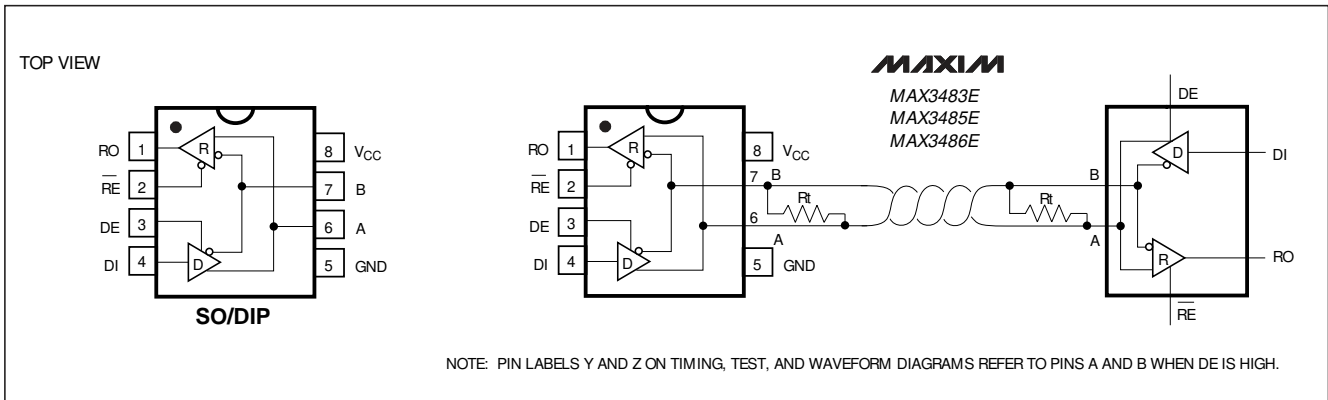 TOP VIEW
RO 1
RE 2
DE 3
DI 4
R
D
8 VCC
7 B
6 A
5 GND
SO/DIP
RO 1
RE 2
DE 3
DI 4
R
D
8 VCC
7 B
6 A
5 GND
Rt
MAXIM
MAX3483E
MAX3485E
MAX3486E
Rt
B
A
DE
D
DI
R
RO
RE
NOTE: PIN LABELS Y AND Z ON TIMING, TEST, AND WAVEFORM DIAGRAMS REFER TO PINS A AND B WHEN DE IS HIGH.